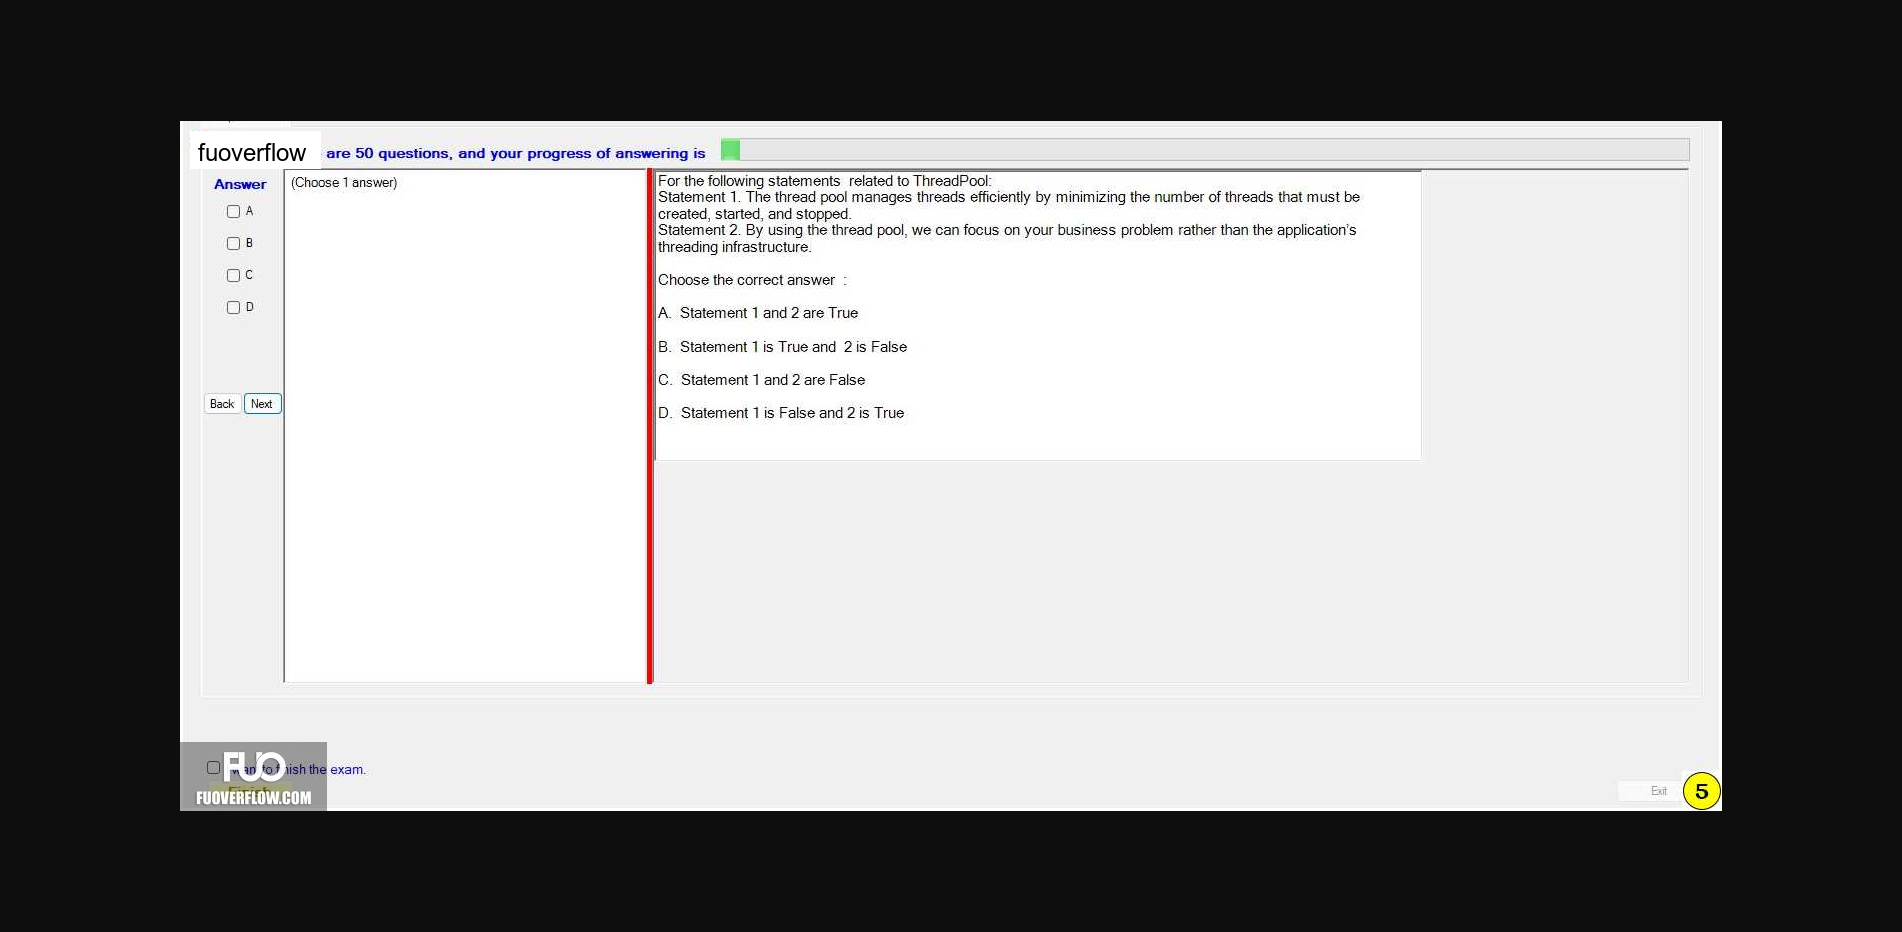 fuoverflow are 50 questions, and your progress of answering is
Answer
(Choose 1 answer)
A
B
C
D
Back Next
For the following statements related to ThreadPool:
Statement 1. The thread pool manages threads efficiently by minimizing the number of threads that must be
created, started, and stopped.
Statement 2. By using the thread pool, we can focus on your business problem rather than the application's
threading infrastructure.
Choose the correct answer :
A. Statement 1 and 2 are True
B. Statement 1 is True and 2 is False
C. Statement 1 and 2 are False
D. Statement 1 is False and 2 is True
FUO
to finish the exam.
Finish
FUOVERFLOW.COM
Exit
5